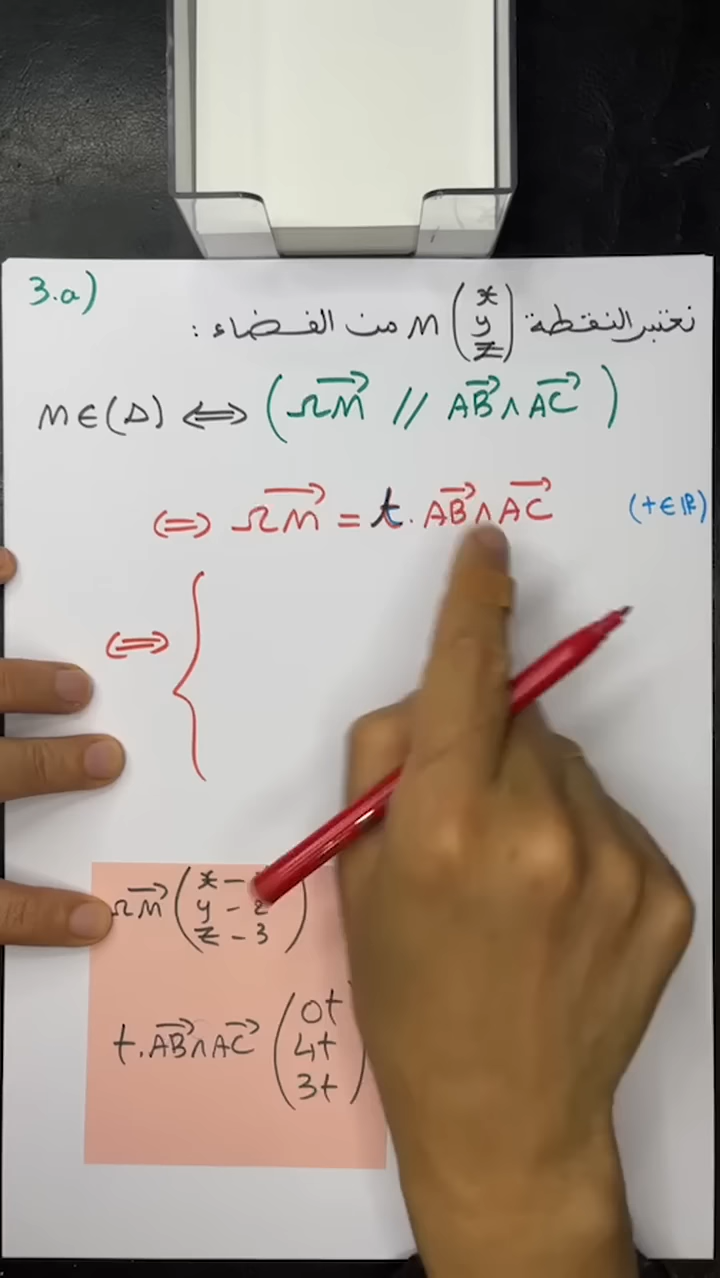 3.a)
نعتبر النقطة M (x y z) من الفضاء :
M∈(Δ) ⟺ (ΩM⃗ // AB⃗∧AC⃗)
⟺ ΩM⃗ = t. AB⃗∧AC⃗ (t∈ℝ)
⟺ {
ΩM⃗ (x – y – 2 z – 3)
t.AB⃗∧AC⃗ (0t 4t 3t)